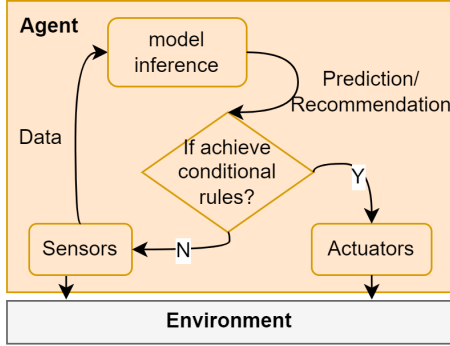 Agent
model
inference
Prediction/
Recommendation
Data
If achieve
conditional
rules?
Y
N
Sensors
Actuators
Environment